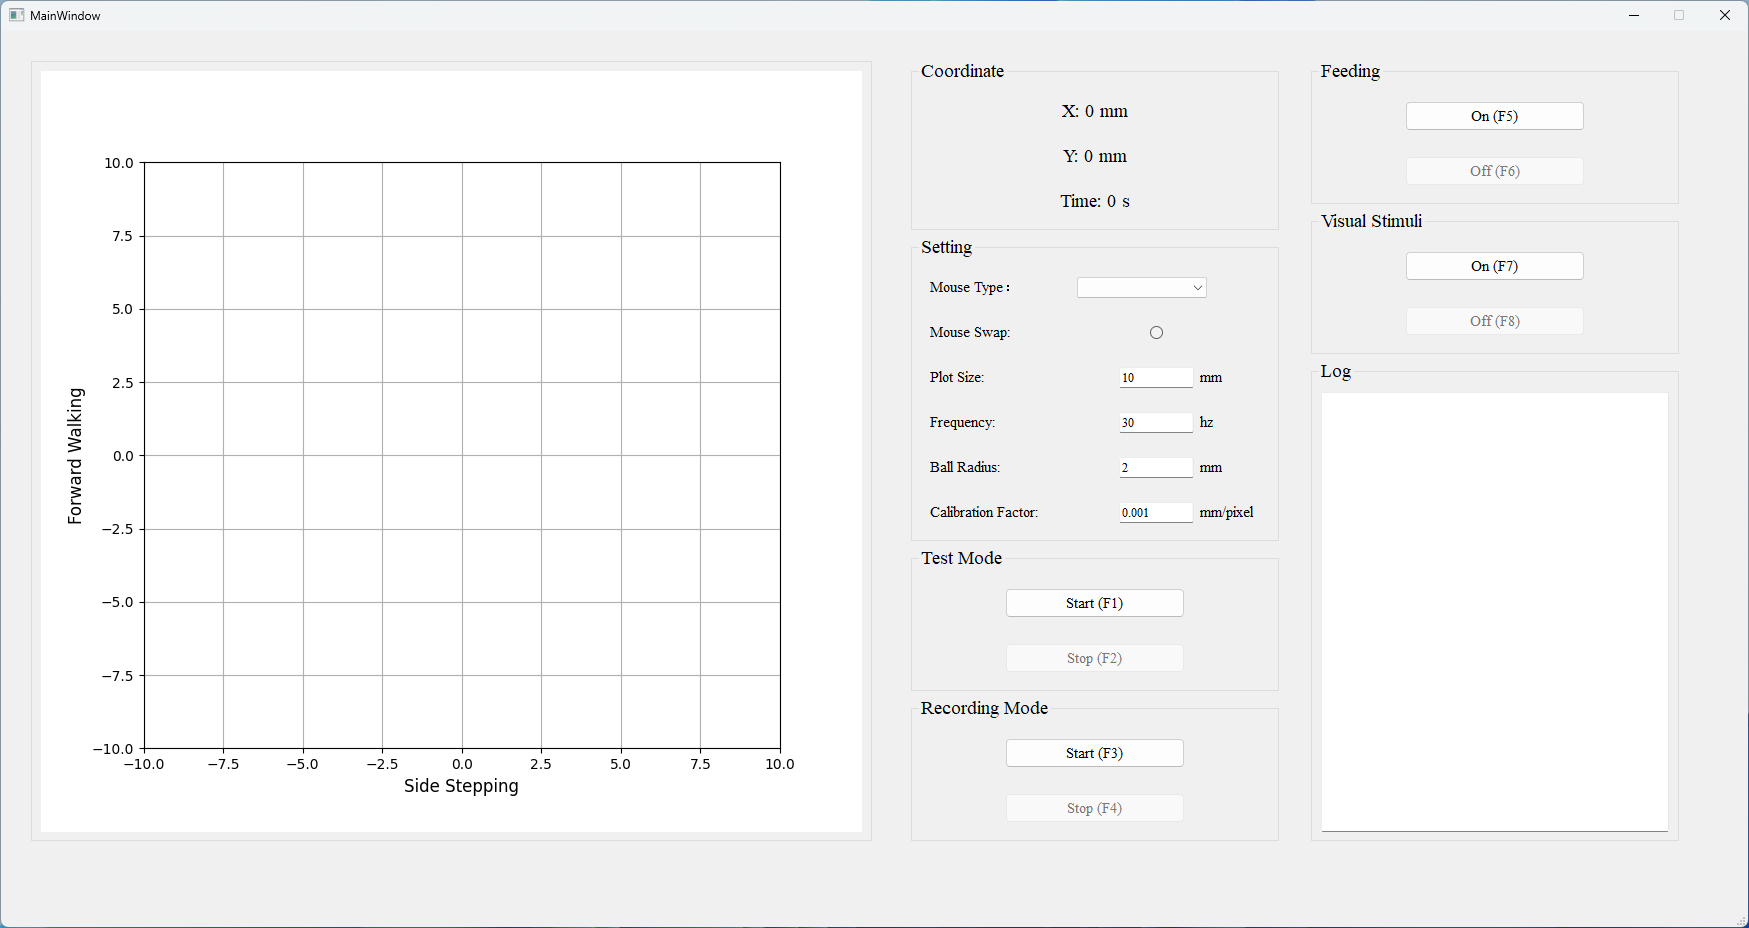 MainWindow
10.0
7.5
5.0
2.5
0.0
−2.5
−5.0
−7.5
−10.0
Forward Walking
−10.0 −7.5 −5.0 −2.5 0.0 2.5 5.0 7.5 10.0
Side Stepping
Coordinate
X: 0 mm
Y: 0 mm
Time: 0 s
Setting
Mouse Type：
Mouse Swap:
Plot Size: 10 mm
Frequency: 30 hz
Ball Radius: 2 mm
Calibration Factor: 0.001 mm/pixel
Test Mode
Start (F1)
Stop (F2)
Recording Mode
Start (F3)
Stop (F4)
Feeding
On (F5)
Off (F6)
Visual Stimuli
On (F7)
Off (F8)
Log